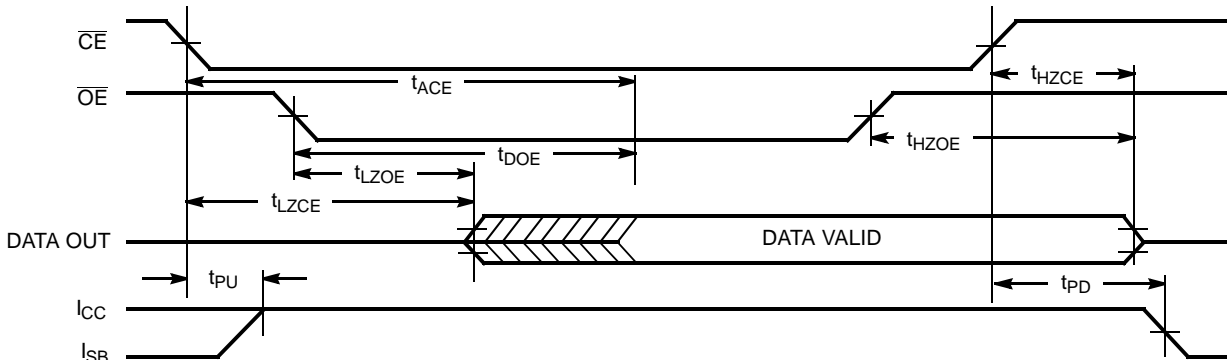 CE
tACE
tHZCE
OE
tHZOE
tDOE
tLZOE
tLZCE
DATA OUT
DATA VALID
tPU
tPD
ICC
ISB